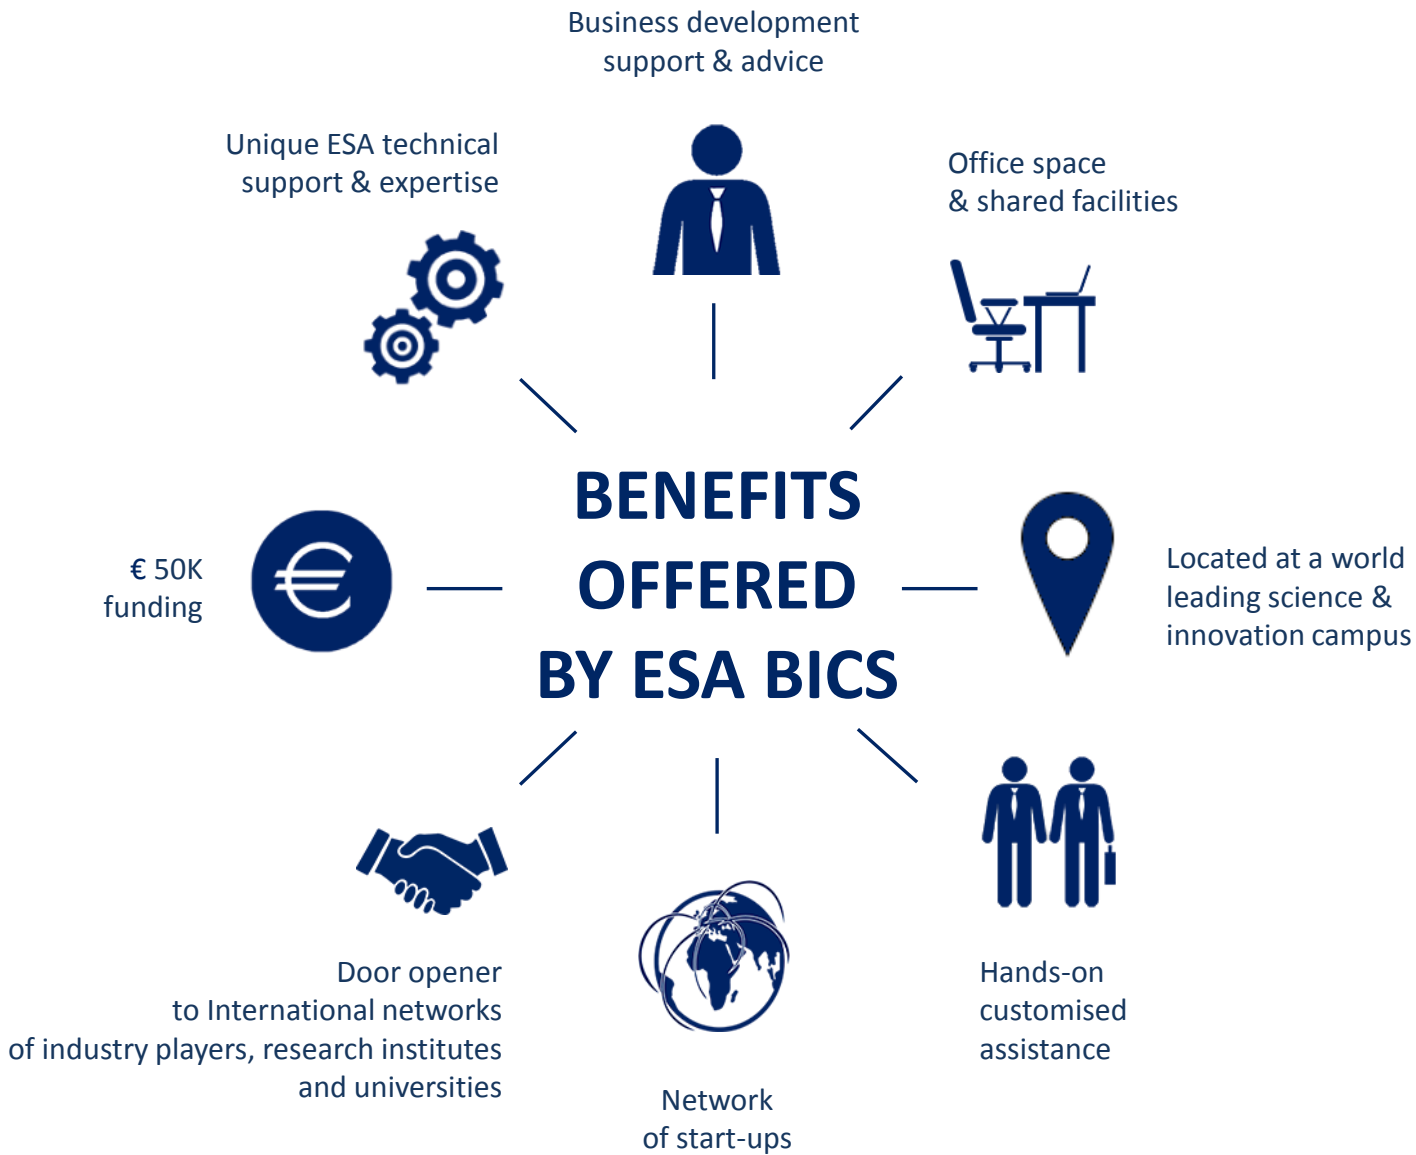 Business development
support & advice
Unique ESA technical
support & expertise
Office space
& shared facilities
BENEFITS
OFFERED
BY ESA BICS
€ 50K
funding
Located at a world
leading science &
innovation campus
Door opener
to International networks
of industry players, research institutes
and universities
Network
of start-ups
Hands-on
customised
assistance